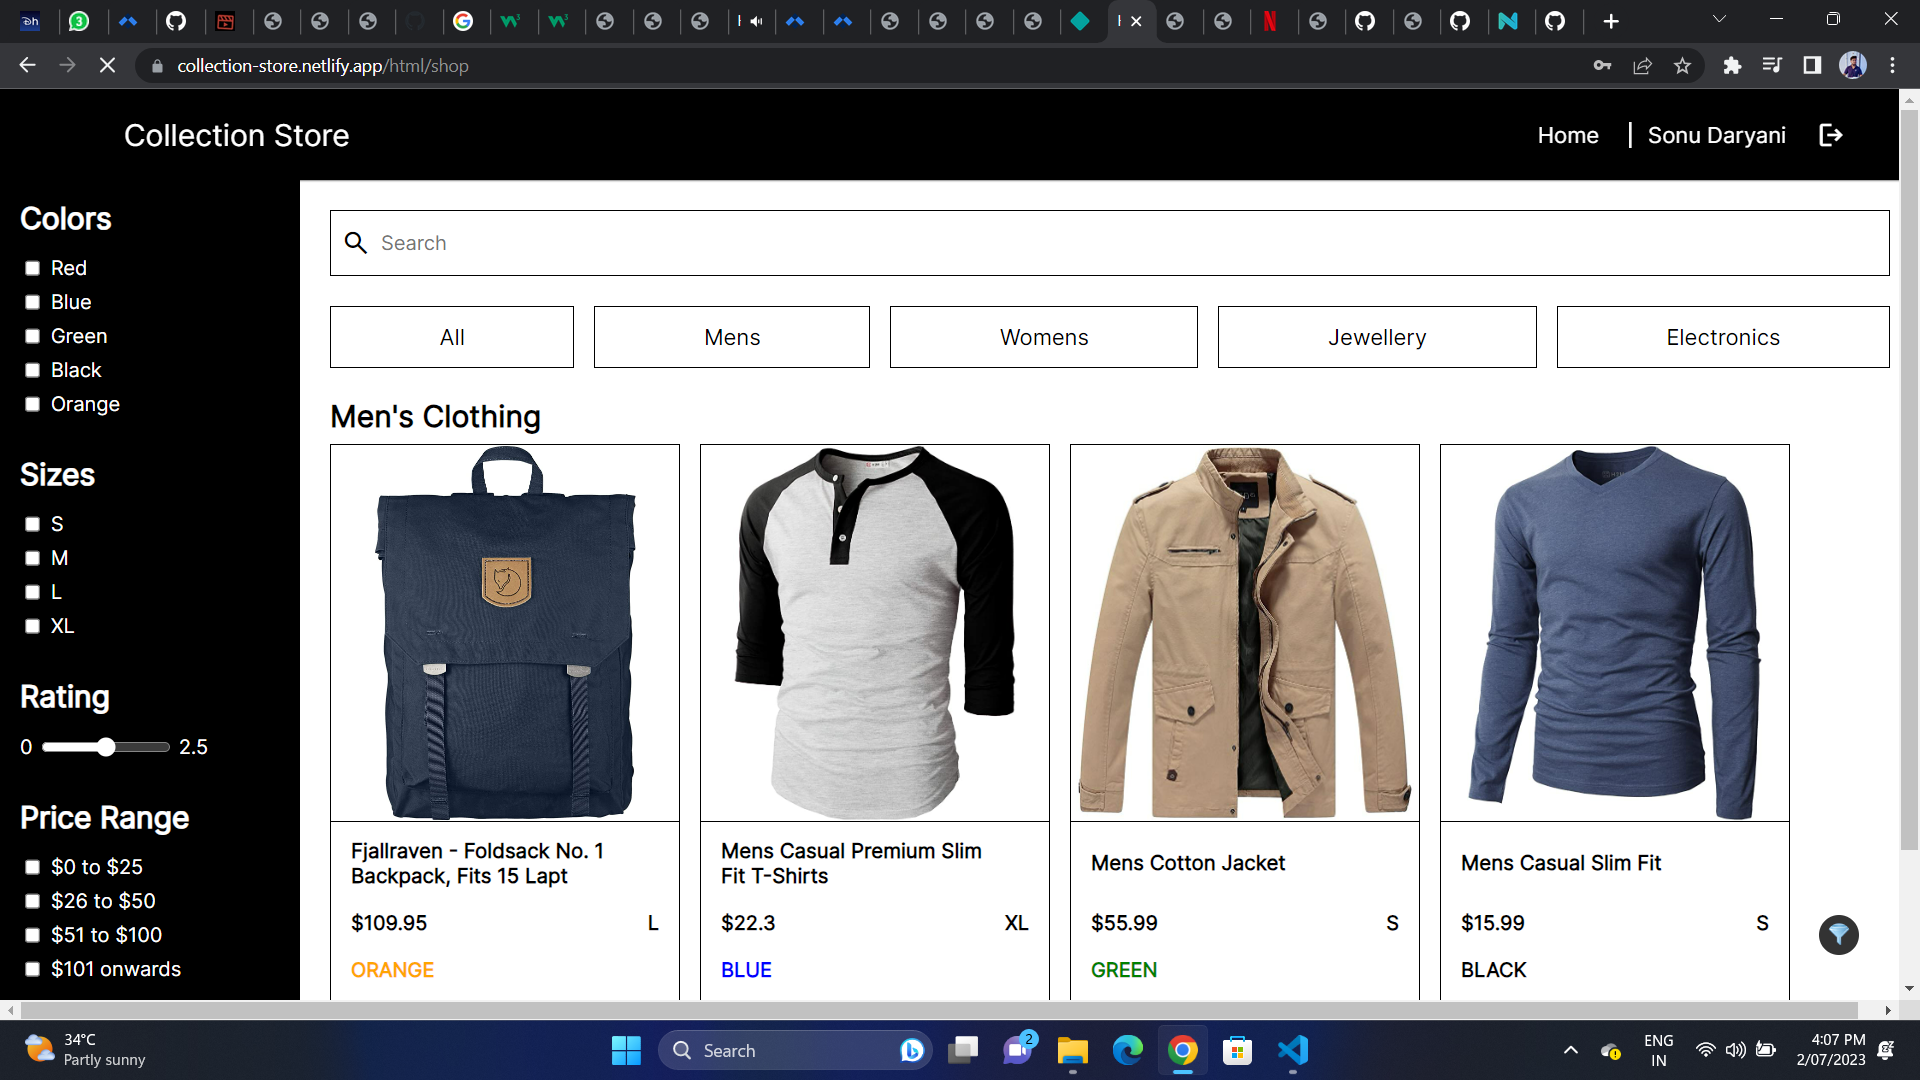 collection-store.netlify.app/html/shop
Collection Store
Home
Sonu Daryani
Colors
Red
Blue
Green
Black
Orange
Sizes
S
M
L
XL
Rating
0
2.5
Price Range
$0 to $25
$26 to $50
$51 to $100
$101 onwards
Search
All
Mens
Womens
Jewellery
Electronics
Men's Clothing
Fjallraven - Foldsack No. 1
Backpack, Fits 15 Lapt
$109.95
L
ORANGE
Mens Casual Premium Slim
Fit T-Shirts
$22.3
XL
BLUE
Mens Cotton Jacket
$55.99
S
GREEN
Mens Casual Slim Fit
$15.99
S
BLACK
34°C
Partly sunny
Search
2
ENG
IN
4:07 PM
2/07/2023